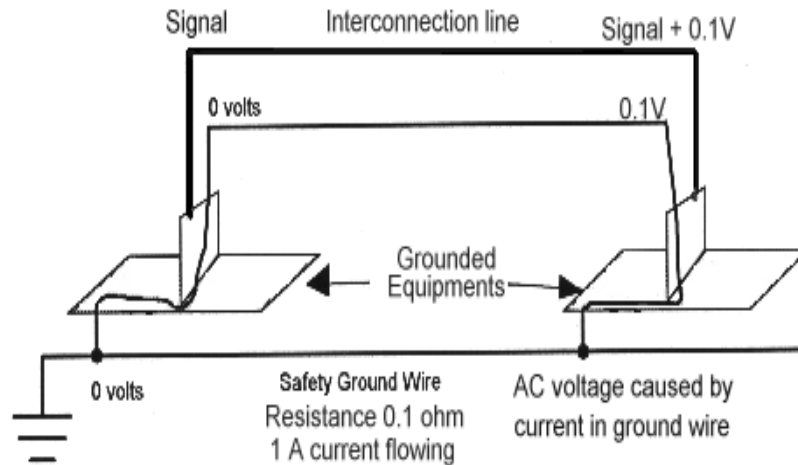 Signal
Interconnection line
Signal + 0.1V
0 volts
0.1V
Grounded
Equipments
0 volts
Safety Ground Wire
Resistance 0.1 ohm
1 A current flowing
AC voltage caused by
current in ground wire